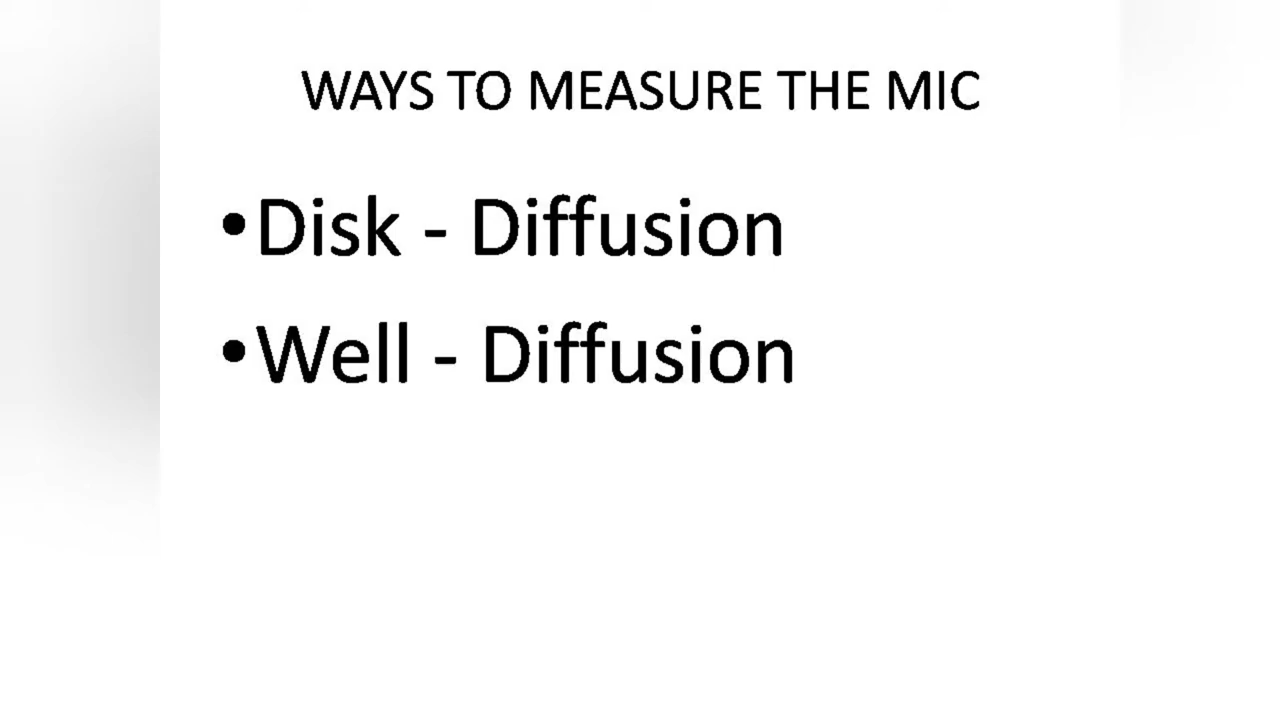 WAYS TO MEASURE THE MIC
•Disk - Diffusion
•Well - Diffusion